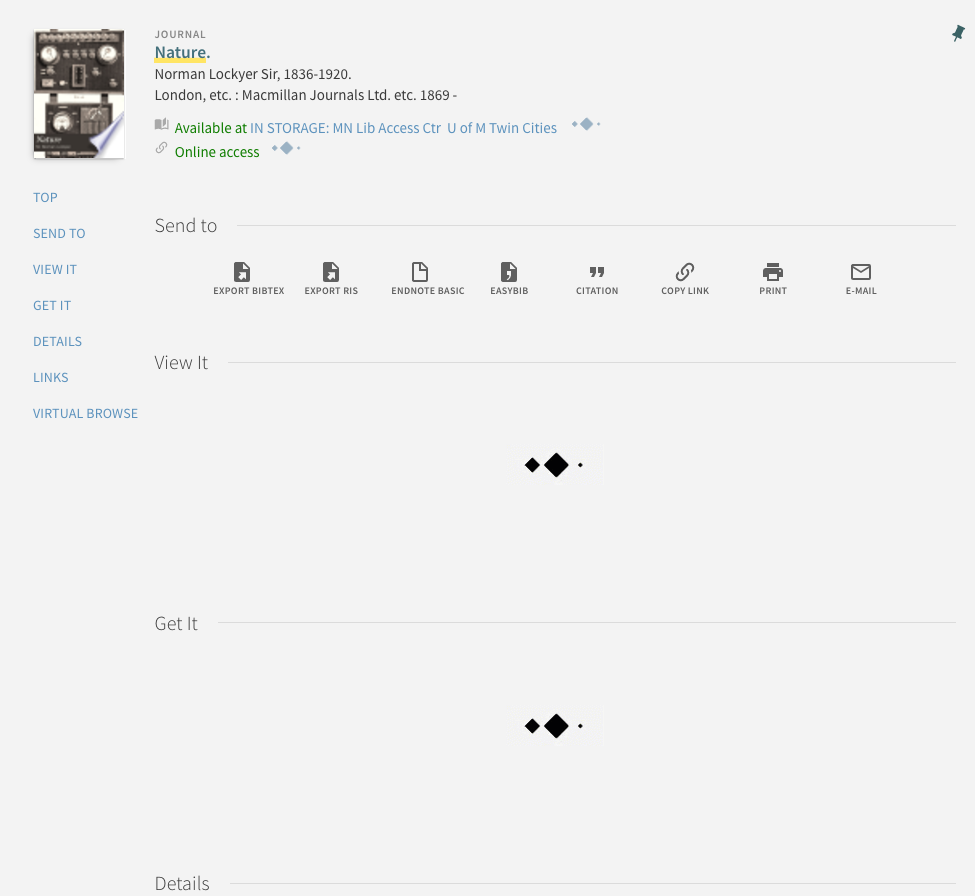 JOURNAL
Nature.
Norman Lockyer Sir, 1836-1920.
London, etc. : Macmillan Journals Ltd. etc. 1869 -
Available at IN STORAGE: MN Lib Access Ctr U of M Twin Cities
Online access
TOP
SEND TO
VIEW IT
GET IT
DETAILS
LINKS
VIRTUAL BROWSE
Send to
EXPORT BIBTEX EXPORT RIS ENDNOTE BASIC EASYBIB CITATION COPY LINK PRINT E-MAIL
View It
Get It
Details